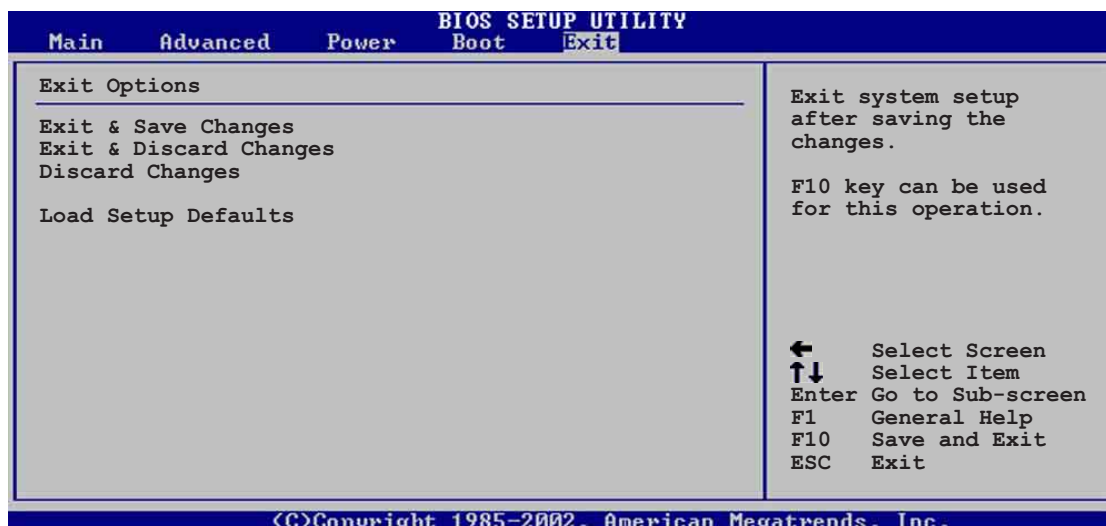 BIOS SETUP UTILITY
Main Advanced Power Boot Exit
Exit Options
Exit & Save Changes
Exit & Discard Changes
Discard Changes
Load Setup Defaults
Exit system setup
after saving the
changes.
F10 key can be used
for this operation.
← Select Screen
↑↓ Select Item
Enter Go to Sub-screen
F1 General Help
F10 Save and Exit
ESC Exit
(C)Copyright 1985-2002, American Megatrends, Inc.